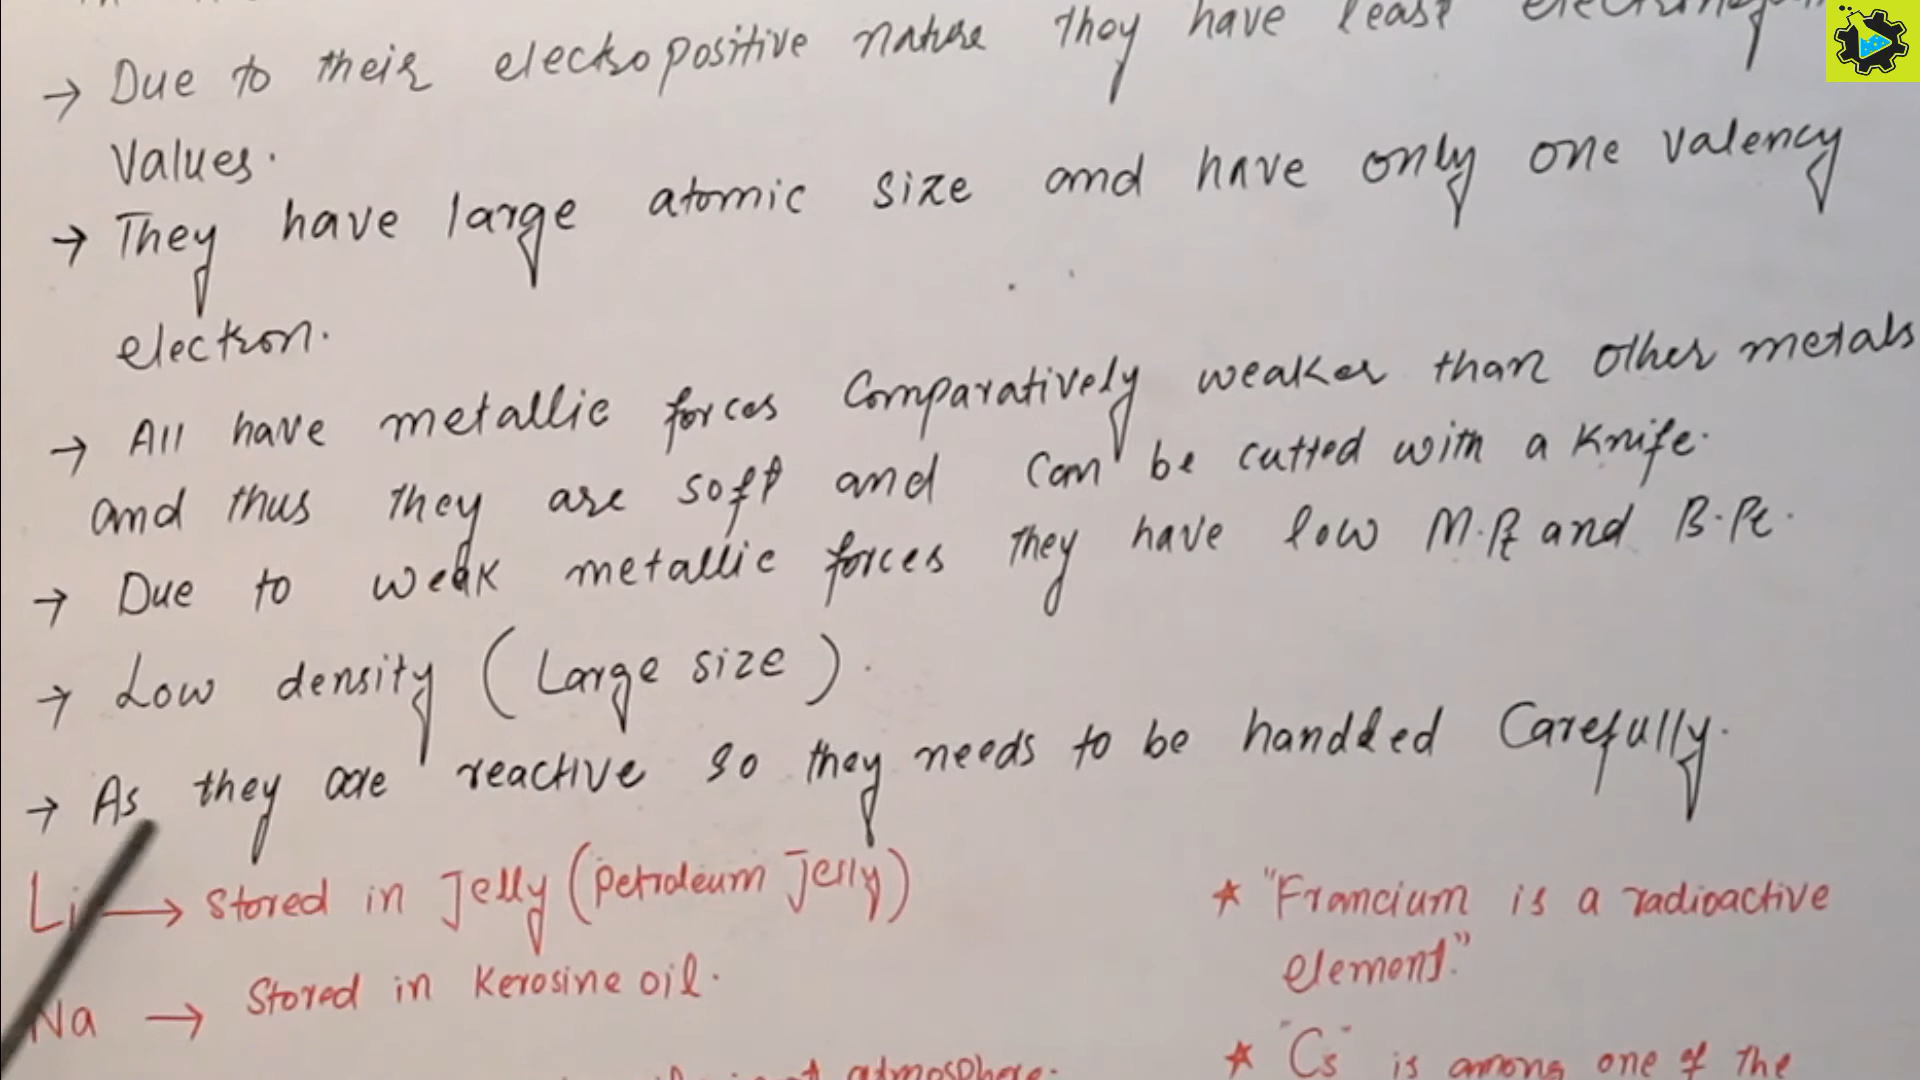 → Due to their electropositive nature they have least
values.
→ They have large atomic size and have only one valency
electron.
→ All have metallic forces Comparatively weaker than other metals
and thus they are soft and can be cutted with a knife.
→ Due to weak metallic forces they have low M.Pt and B.Pt.
→ Low density (Large size).
→ As they are reactive so they needs to be handded Carefully.
Li → Stored in Jelly (Petroleum Jelly)
Na → Stored in Kerosine oil.
atmosphere.
* "Francium is a radioactive
element."
* "Cs" is among one of the